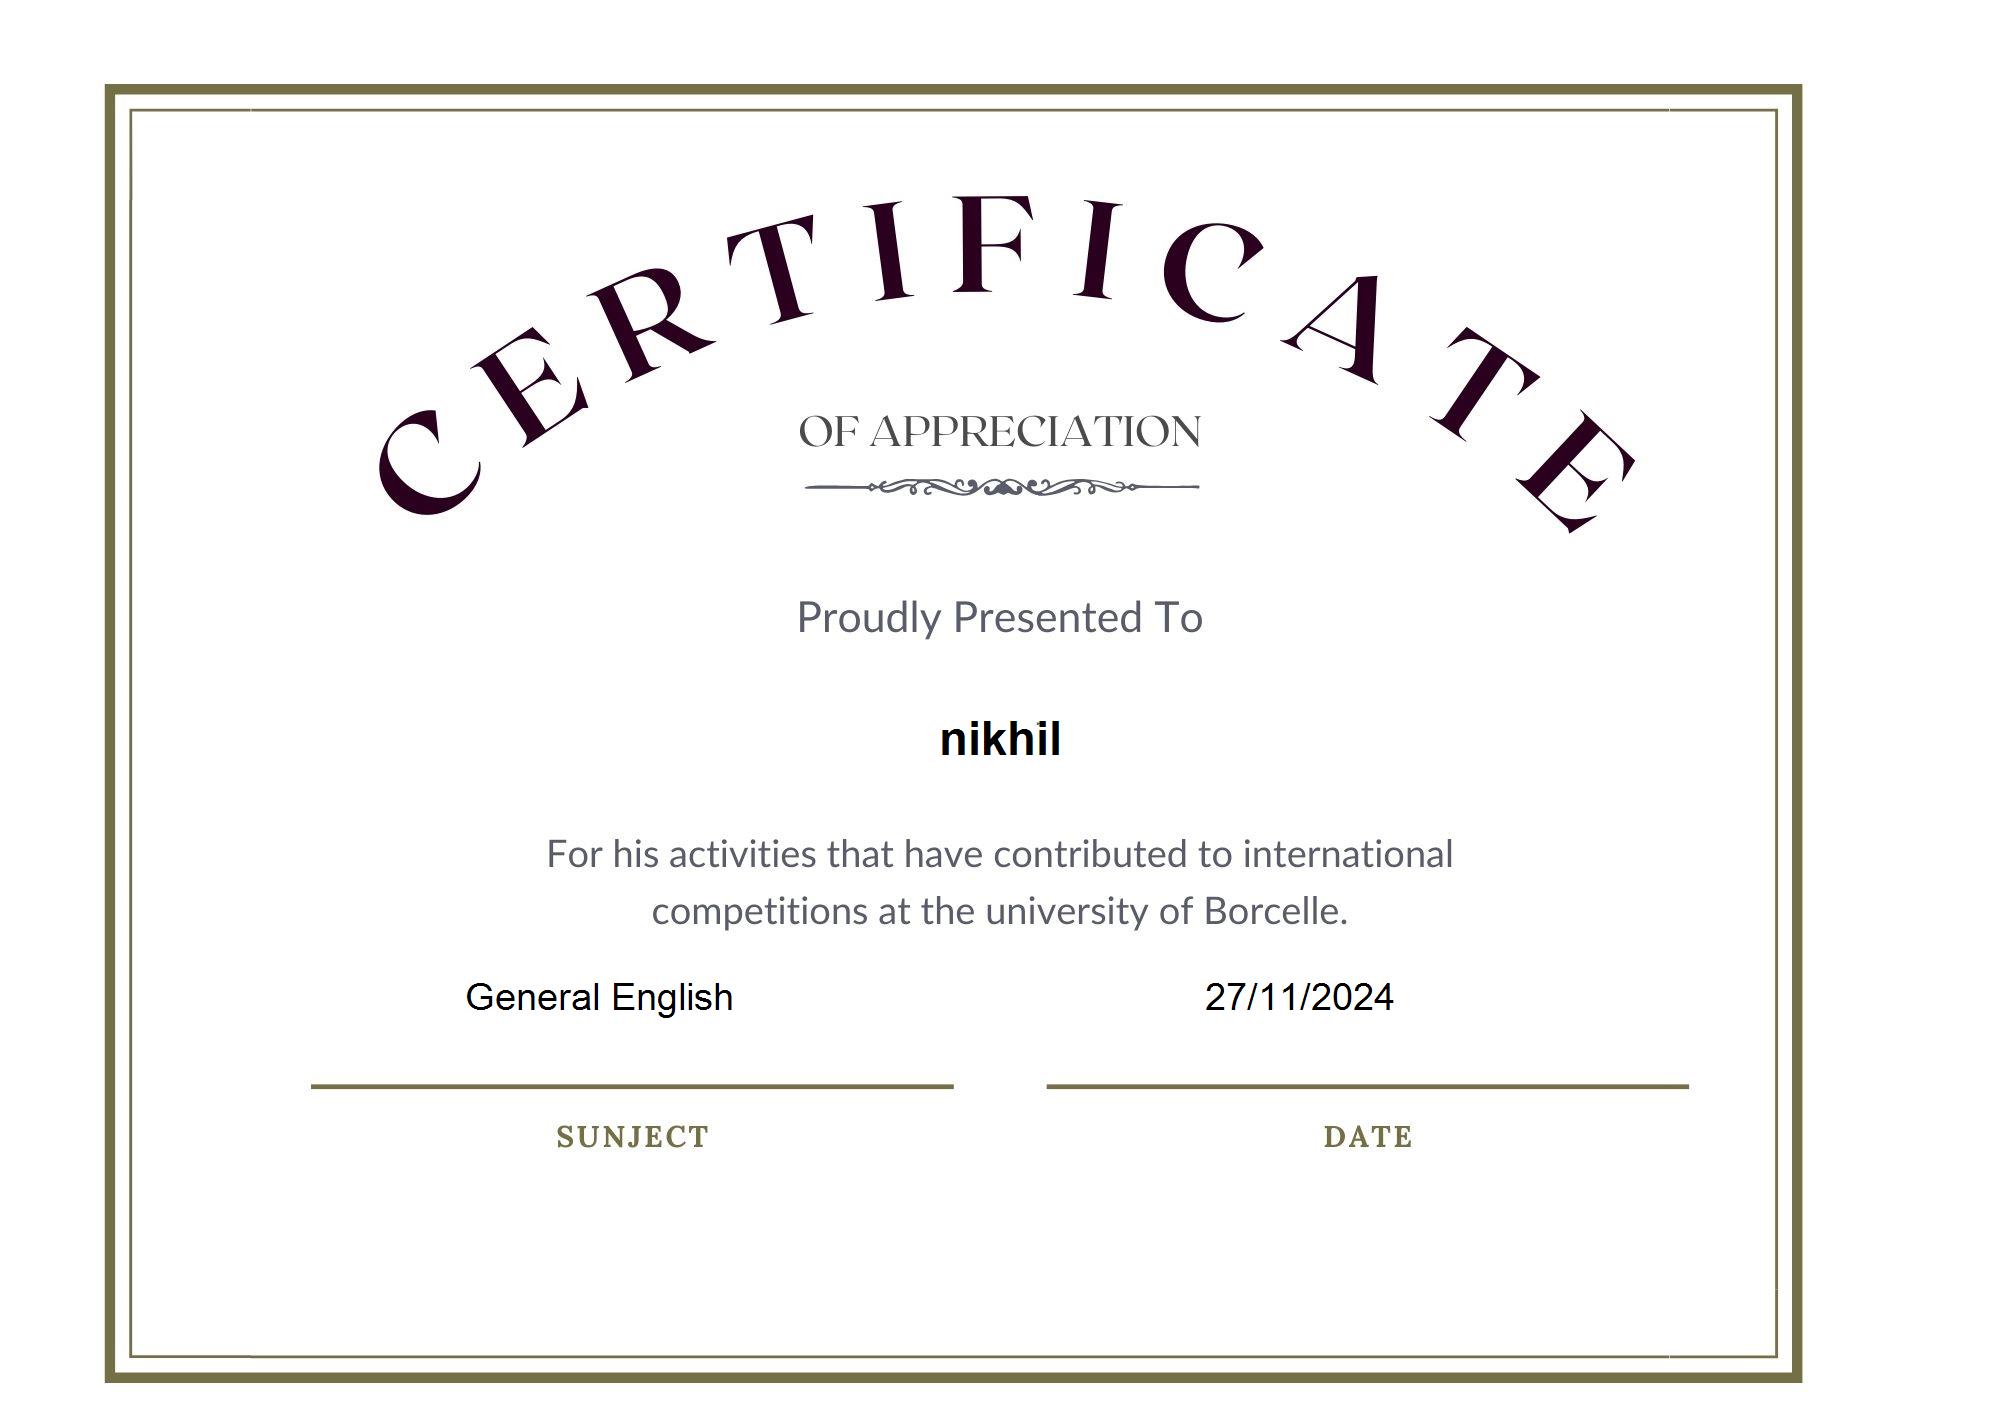 CERTIFICATE
OF APPRECIATION
Proudly Presented To
nikhil
For his activities that have contributed to international
competitions at the university of Borcelle.
General English
27/11/2024
SUNJECT
DATE